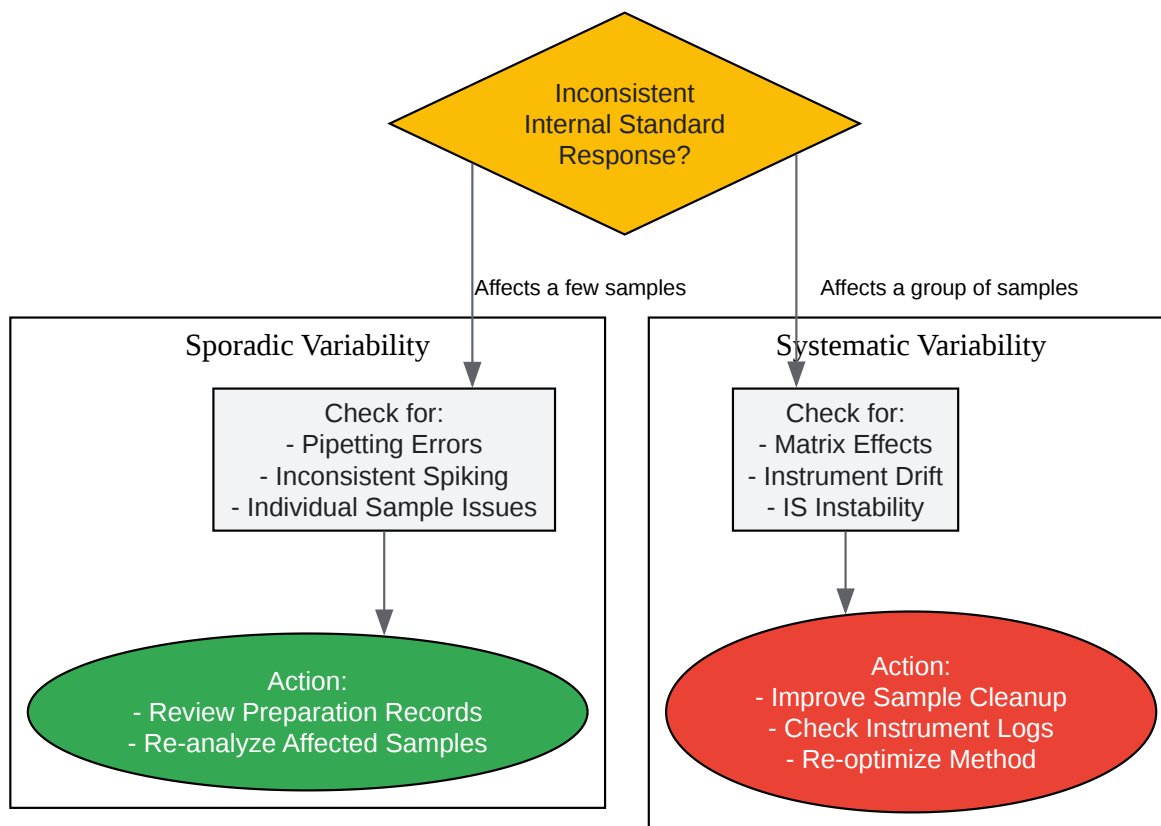 Inconsistent
Internal Standard
Response?
Affects a few samples
Affects a group of samples
Sporadic Variability
Check for:
- Pipetting Errors
- Inconsistent Spiking
- Individual Sample Issues
Action:
- Review Preparation Records
- Re-analyze Affected Samples
Systematic Variability
Check for:
- Matrix Effects
- Instrument Drift
- IS Instability
Action:
- Improve Sample Cleanup
- Check Instrument Logs
- Re-optimize Method